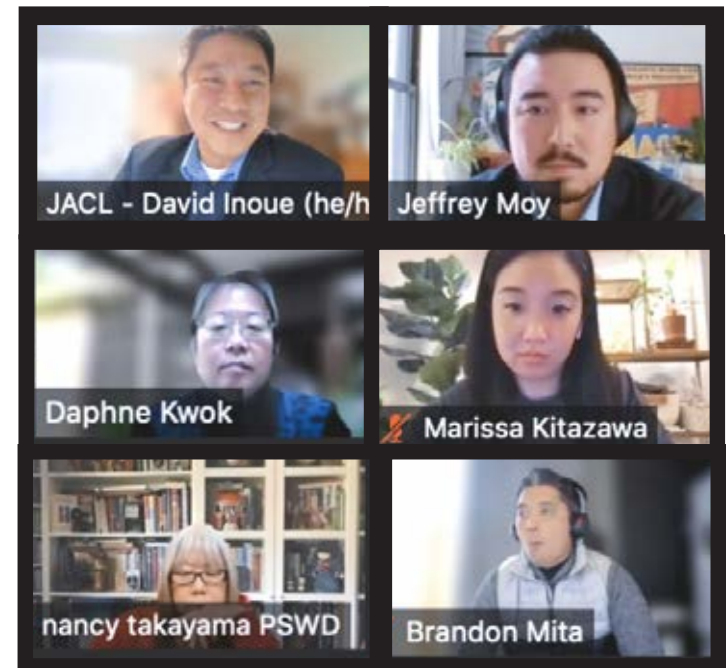 JACL - David Inoue (he/h
Jeffrey Moy
Daphne Kwok
Marissa Kitazawa
nancy takayama PSWD
Brandon Mita